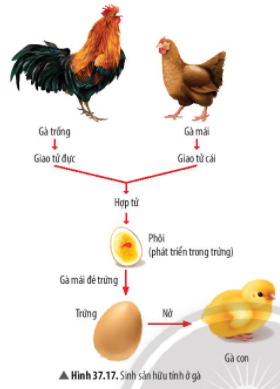 Gà trống
Gà mái
Giao tử đực
Giao tử cái
Hợp tử
Phôi
(phát triển trong trứng)
Gà mái đẻ trứng
Trứng
Nở
Gà con
▲ Hình 37.17. Sinh sản hữu tính ở gà